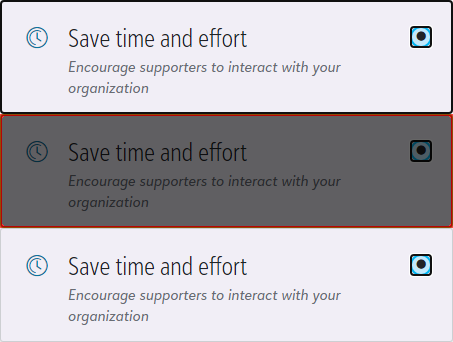 Save time and effort
Encourage supporters to interact with your
organization
Save time and effort
Encourage supporters to interact with your
organization
Save time and effort
Encourage supporters to interact with your
organization